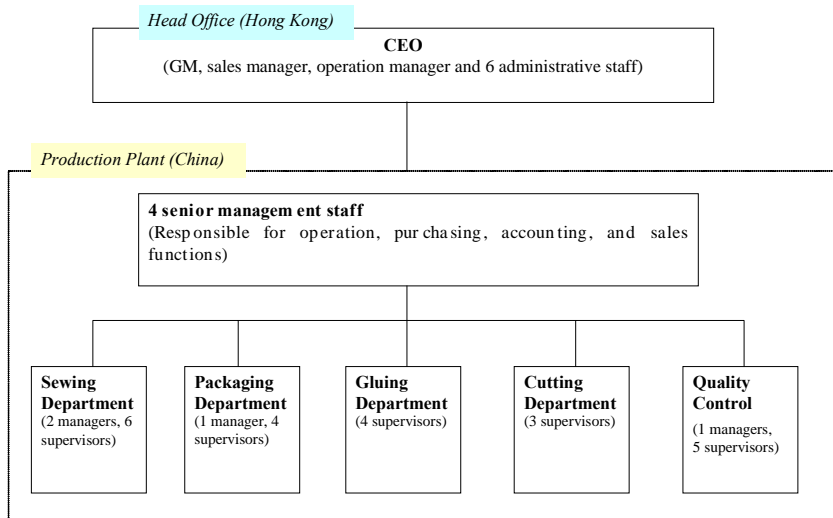 Head Office (Hong Kong)
CEO
(GM, sales manager, operation manager and 6 administrative staff)
Production Plant (China)
4 senior management staff
(Responsible for operation, purchasing, accounting, and sales
functions)
Sewing
Department
(2 managers, 6
supervisors)
Packaging
Department
(1 manager, 4
supervisors)
Gluing
Department
(4 supervisors)
Cutting
Department
(3 supervisors)
Quality
Control
(1 managers,
5 supervisors)